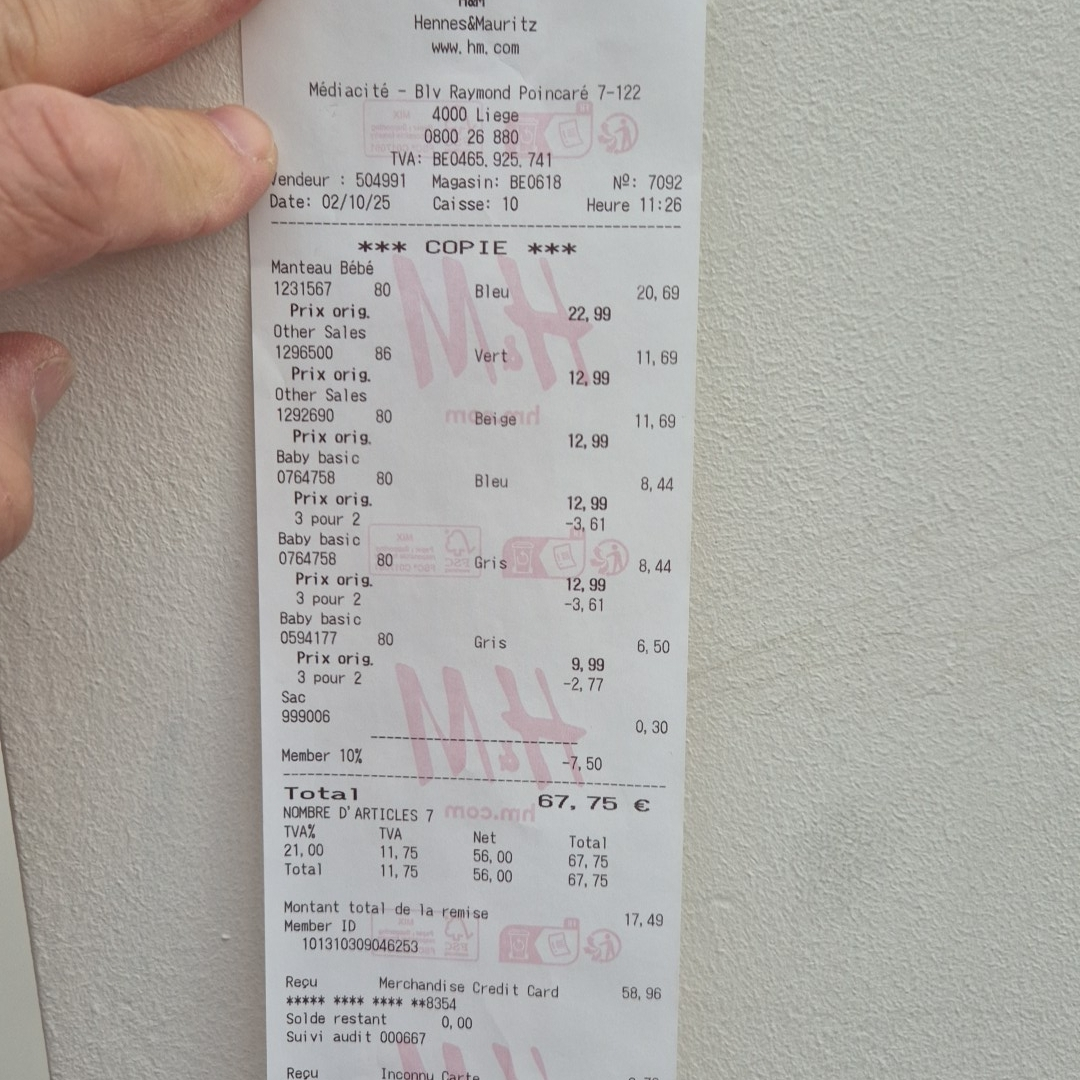 H&M
Hennes&Mauritz
www.hm.com
Médiacité - Blv Raymond Poincaré 7-122
4000 Liege
0800 26 880
TVA: BE0465.925.741
Vendeur : 504991 Magasin: BE0618 Nº: 7092
Date: 02/10/25 Caisse: 10 Heure 11:26
*** COPIE ***
Manteau Bébé
1231567 80 Bleu 20,69
Prix orig. 22,99
Other Sales
1296500 86 Vert 11,69
Prix orig. 12,99
Other Sales
1292690 80 Beige 11,69
Prix orig. 12,99
Baby basic
0764758 80 Bleu 8,44
Prix orig. 12,99
3 pour 2 -3,61
Baby basic
0764758 80 Gris 8,44
Prix orig. 12,99
3 pour 2 -3,61
Baby basic
0594177 80 Gris 6,50
Prix orig. 9,99
3 pour 2 -2,77
Sac
999006 0,30
Member 10% -7,50
Total 67,75 €
NOMBRE D'ARTICLES 7
TVA% TVA Net Total
21,00 11,75 56,00 67,75
Total 11,75 56,00 67,75
Montant total de la remise 17,49
Member ID
101310309046253
Reçu Merchandise Credit Card 58,96
***** **** **** **8354
Solde restant 0,00
Suivi audit 000667
Reçu Inconnu Carte